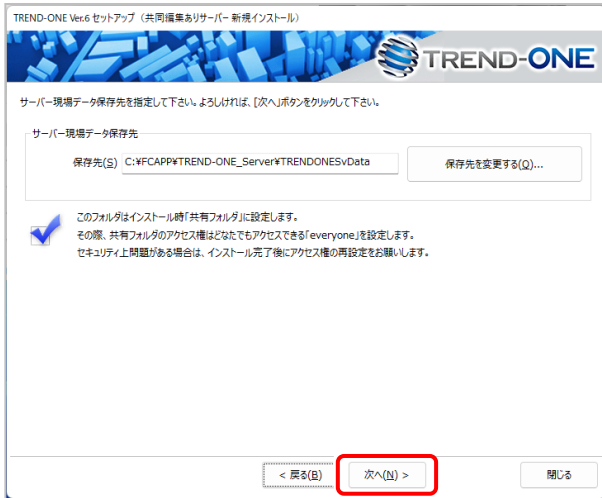 TREND-ONE Ver.6 セットアップ（共同編集ありサーバー 新規インストール）
TREND-ONE
サーバー現場データ保存先を指定して下さい。よろしければ、[次へ]ボタンをクリックして下さい。
サーバー現場データ保存先
保存先(S) C:¥FCAPP¥TREND-ONE_Server¥TRENDONESvData 保存先を変更する(Q)...
このフォルダはインストール時「共有フォルダ」に設定します。
その際、共有フォルダのアクセス権はどなたでもアクセスできる「everyone」を設定します。
セキュリティ上問題がある場合は、インストール完了後にアクセス権の再設定をお願いします。
< 戻る(B) 次へ(N) > 閉じる